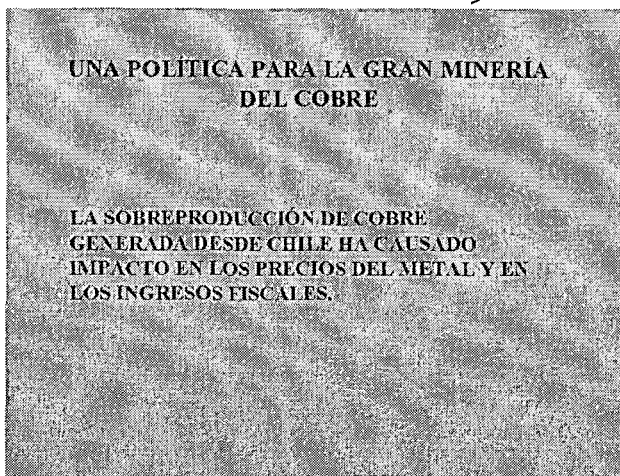 UNA POLÍTICA PARA LA GRAN MINERÍA
DEL COBRE
LA SOBREPRODUCCIÓN DE COBRE
GENERADA DESDE CHILE HA CAUSADO
IMPACTO EN LOS PRECIOS DEL METAL Y EN
LOS INGRESOS FISCALES.